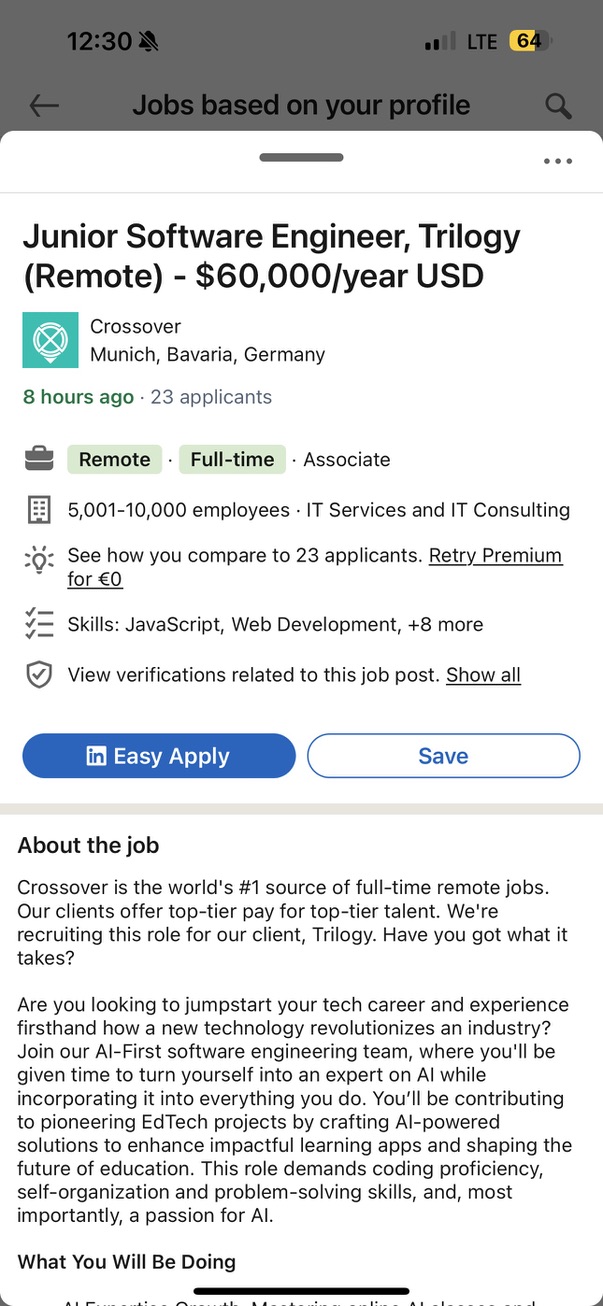 12:30
LTE 64
Jobs based on your profile
Junior Software Engineer, Trilogy
(Remote) - $60,000/year USD
Crossover
Munich, Bavaria, Germany
8 hours ago · 23 applicants
Remote · Full-time · Associate
5,001-10,000 employees · IT Services and IT Consulting
See how you compare to 23 applicants. Retry Premium
for €0
Skills: JavaScript, Web Development, +8 more
View verifications related to this job post. Show all
in Easy Apply
Save
About the job
Crossover is the world's #1 source of full-time remote jobs.
Our clients offer top-tier pay for top-tier talent. We're
recruiting this role for our client, Trilogy. Have you got what it
takes?
Are you looking to jumpstart your tech career and experience
firsthand how a new technology revolutionizes an industry?
Join our AI-First software engineering team, where you'll be
given time to turn yourself into an expert on AI while
incorporating it into everything you do. You’ll be contributing
to pioneering EdTech projects by crafting AI-powered
solutions to enhance impactful learning apps and shaping the
future of education. This role demands coding proficiency,
self-organization and problem-solving skills, and, most
importantly, a passion for AI.
What You Will Be Doing
AI Expertise Growth: Mastering online AI classes and